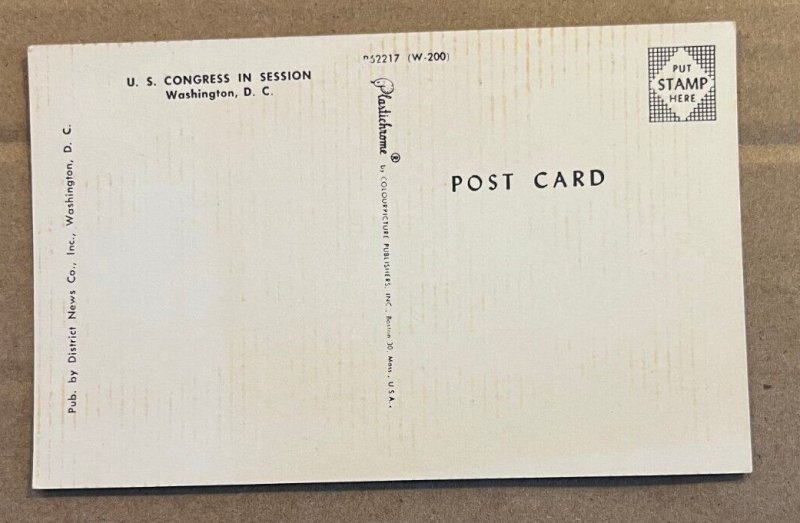 U. S. CONGRESS IN SESSION
Washington, D. C.
Pub. by District News Co., Inc., Washington, D. C.
P62217 (W-200)
Plastichrome ®
by COLOURPICTURE PUBLISHERS, INC., Boston 30, Mass., U.S.A.
POST CARD
PUT
STAMP
HERE